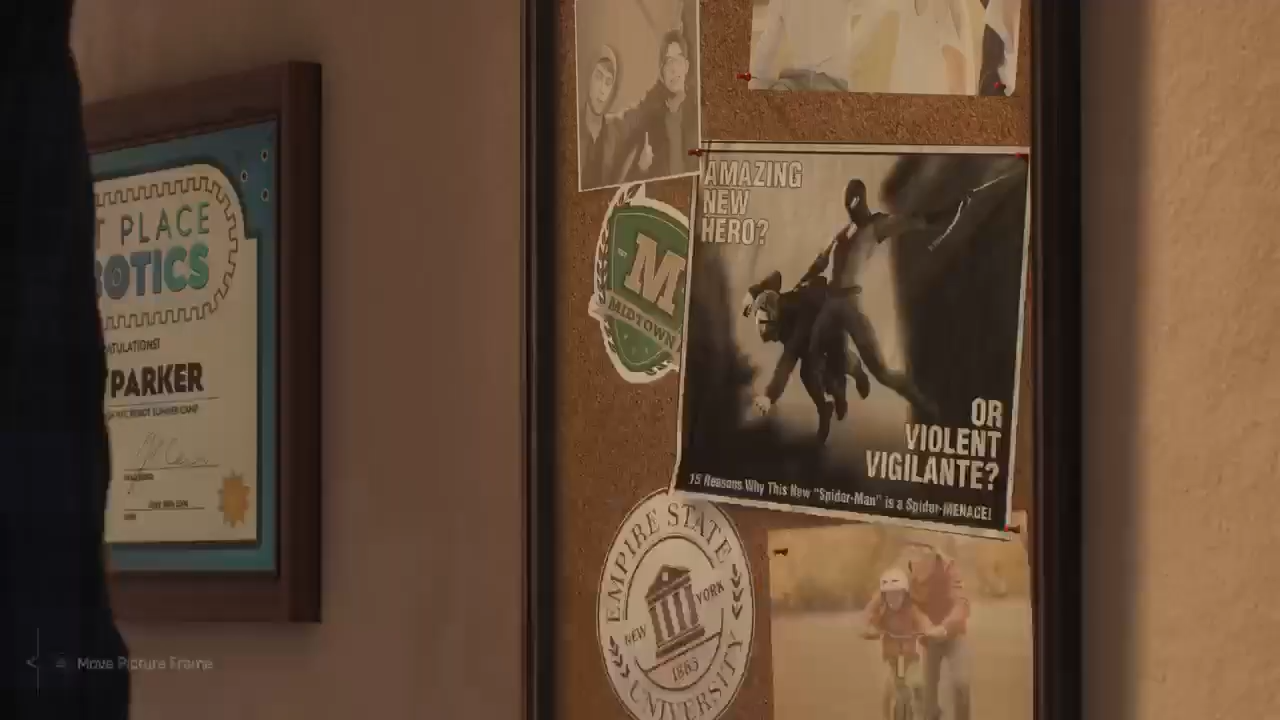 T PLACE
BOTICS
ATULATIONS!
PARKER
AMAZING
NEW
HERO?
M
MIDTOWN
OR
VIOLENT
VIGILANTE?
15 Reasons Why This New "Spider-Man" is a Spider-MENACE!
EMPIRE STATE
NEW YORK
1865
UNIVERSITY
< Move Picture Frame